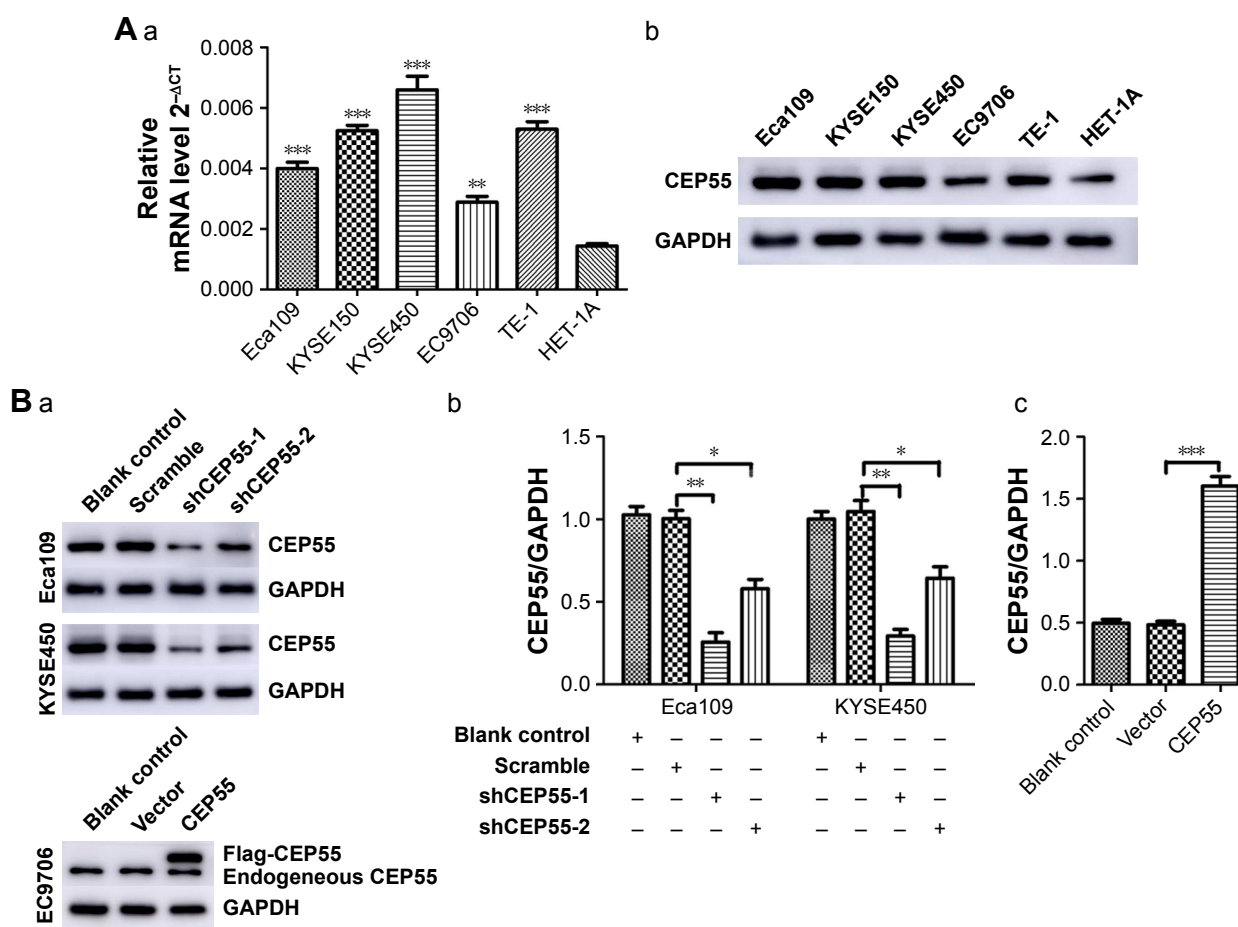 A a
Relative
mRNA level 2⁻ΔCT
0.008
0.006
0.004
0.002
0.000
***
***
***
**
***
Eca109
KYSE150
KYSE450
EC9706
TE-1
HET-1A
b
Eca109
KYSE150
KYSE450
EC9706
TE-1
HET-1A
CEP55
GAPDH
B a
Blank control
Scramble
shCEP55-1
shCEP55-2
Eca109
CEP55
GAPDH
KYSE450
CEP55
GAPDH
Blank control
Vector
CEP55
EC9706
Flag-CEP55
Endogeneous CEP55
GAPDH
b
CEP55/GAPDH
1.5
1.0
0.5
0.0
*
**
*
**
Eca109 KYSE450
Blank control + – – – + – – –
Scramble – + – – – + – –
shCEP55-1 – – + – – – + –
shCEP55-2 – – – + – – – +
c
CEP55/GAPDH
2.0
1.5
1.0
0.5
0.0
***
Blank control
Vector
CEP55